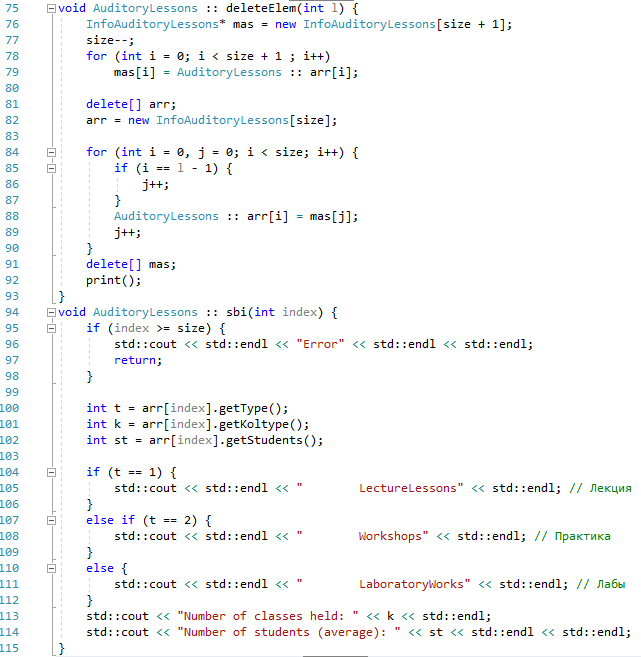 75 void AuditoryLessons :: deleteElem(int l) {
76     InfoAuditoryLessons* mas = new InfoAuditoryLessons[size + 1];
77     size--;
78     for (int i = 0; i < size + 1 ; i++)
79         mas[i] = AuditoryLessons :: arr[i];
80
81     delete[] arr;
82     arr = new InfoAuditoryLessons[size];
83
84     for (int i = 0, j = 0; i < size; i++) {
85         if (i == l - 1) {
86             j++;
87         }
88         AuditoryLessons :: arr[i] = mas[j];
89         j++;
90     }
91     delete[] mas;
92     print();
93 }
94 void AuditoryLessons :: sbi(int index) {
95     if (index >= size) {
96         std::cout << std::endl << "Error" << std::endl << std::endl;
97         return;
98     }
99
100     int t = arr[index].getType();
101     int k = arr[index].getKoltype();
102     int st = arr[index].getStudents();
103
104     if (t == 1) {
105         std::cout << std::endl << "        LectureLessons" << std::endl; // Лекция
106     }
107     else if (t == 2) {
108         std::cout << std::endl << "        Workshops" << std::endl; // Практика
109     }
110     else {
111         std::cout << std::endl << "        LaboratoryWorks" << std::endl; // Лабы
112     }
113     std::cout << "Number of classes held: " << k << std::endl;
114     std::cout << "Number of students (average): " << st << std::endl << std::endl;
115 }